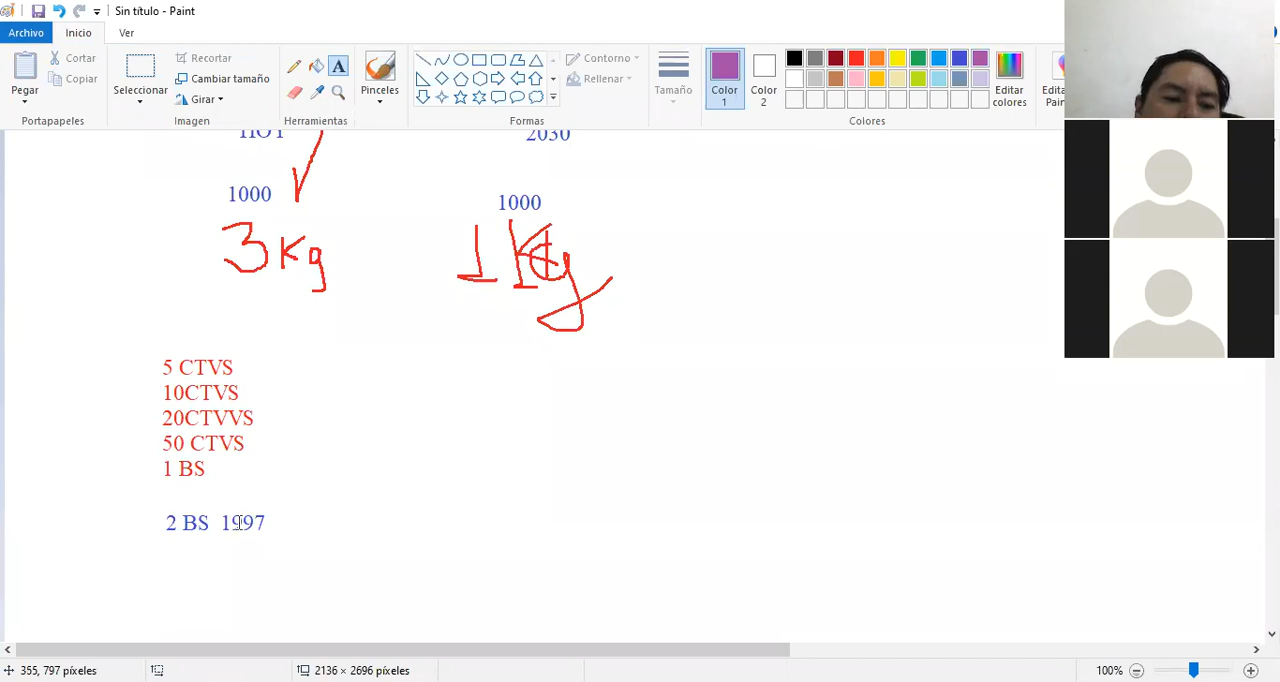 Sin título - Paint
Archivo Inicio Ver
Pegar
Cortar
Copiar
Portapapeles
Seleccionar
Recortar
Cambiar tamaño
Girar
Imagen
A
Herramientas
Pinceles
Contorno
Rellenar
Formas
Tamaño
Color 1
Color 2
Editar colores
Colores
2030
1000
1000
3 Kg
1 Kg
5 CTVS
10CTVS
20CTVVS
50 CTVS
1 BS
2 BS 1997
355, 797 píxeles
2136 × 2696 píxeles
100%